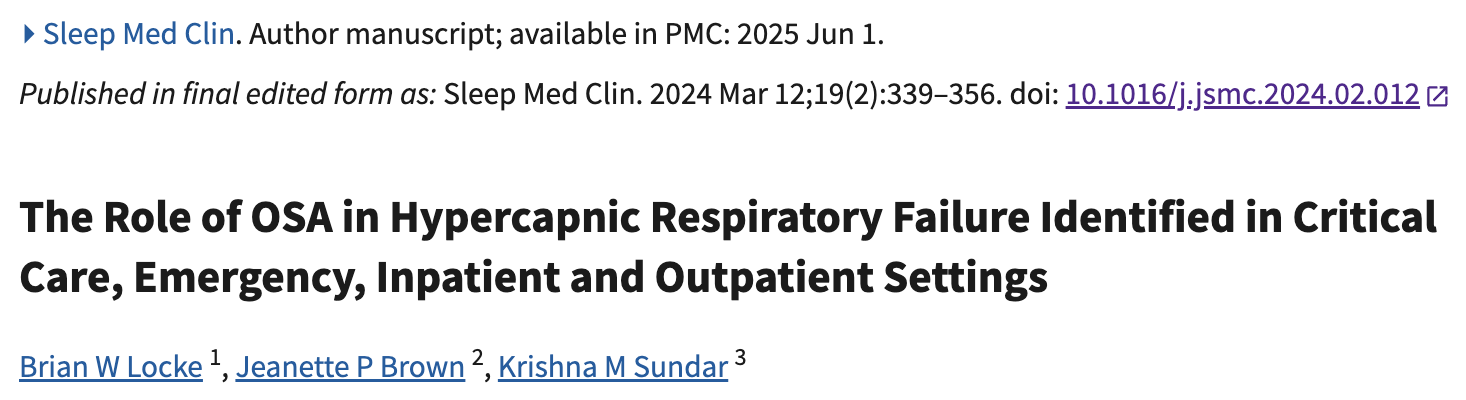 Sleep Med Clin. Author manuscript; available in PMC: 2025 Jun 1.
Published in final edited form as: Sleep Med Clin. 2024 Mar 12;19(2):339–356. doi: 10.1016/j.jsmc.2024.02.012
The Role of OSA in Hypercapnic Respiratory Failure Identified in Critical
Care, Emergency, Inpatient and Outpatient Settings
Brian W Locke 1, Jeanette P Brown 2, Krishna M Sundar 3